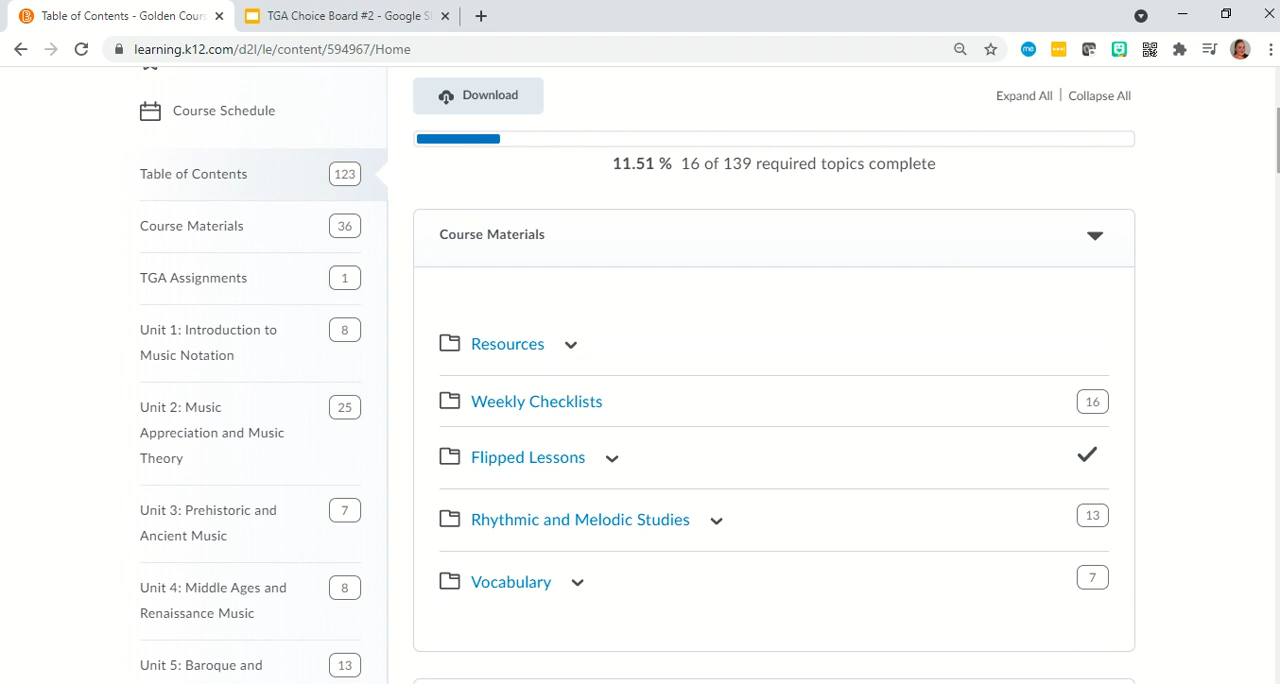 Table of Contents - Golden Cours
TGA Choice Board #2 - Google Sl
learning.k12.com/d2l/le/content/594967/Home
Course Schedule
Table of Contents 123
Course Materials 36
TGA Assignments 1
Unit 1: Introduction to 8
Music Notation
Unit 2: Music 25
Appreciation and Music
Theory
Unit 3: Prehistoric and 7
Ancient Music
Unit 4: Middle Ages and 8
Renaissance Music
Unit 5: Baroque and 13
Download
Expand All | Collapse All
11.51 % 16 of 139 required topics complete
Course Materials
Resources
Weekly Checklists 16
Flipped Lessons
Rhythmic and Melodic Studies 13
Vocabulary 7